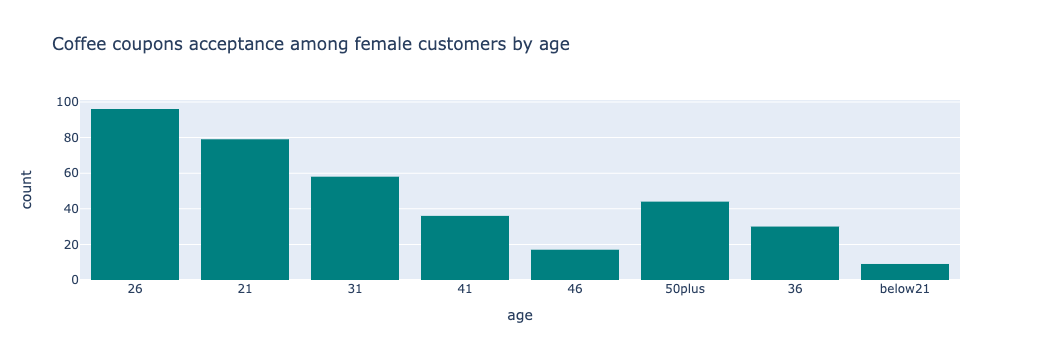 Coffee coupons acceptance among female customers by age
100
80
60
40
20
0
count
26 21 31 41 46 50plus 36 below21
age